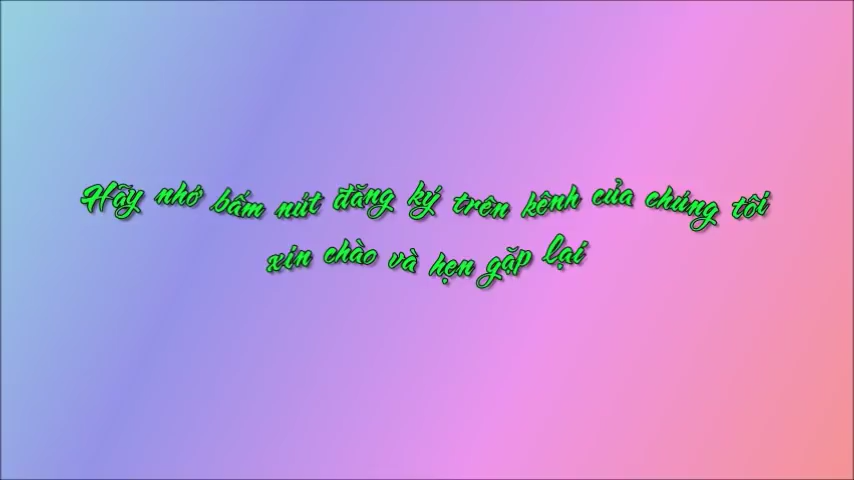 Hãy nhớ bấm nút đăng ký trên kênh của chúng tôi
xin chào và hẹn gặp lại